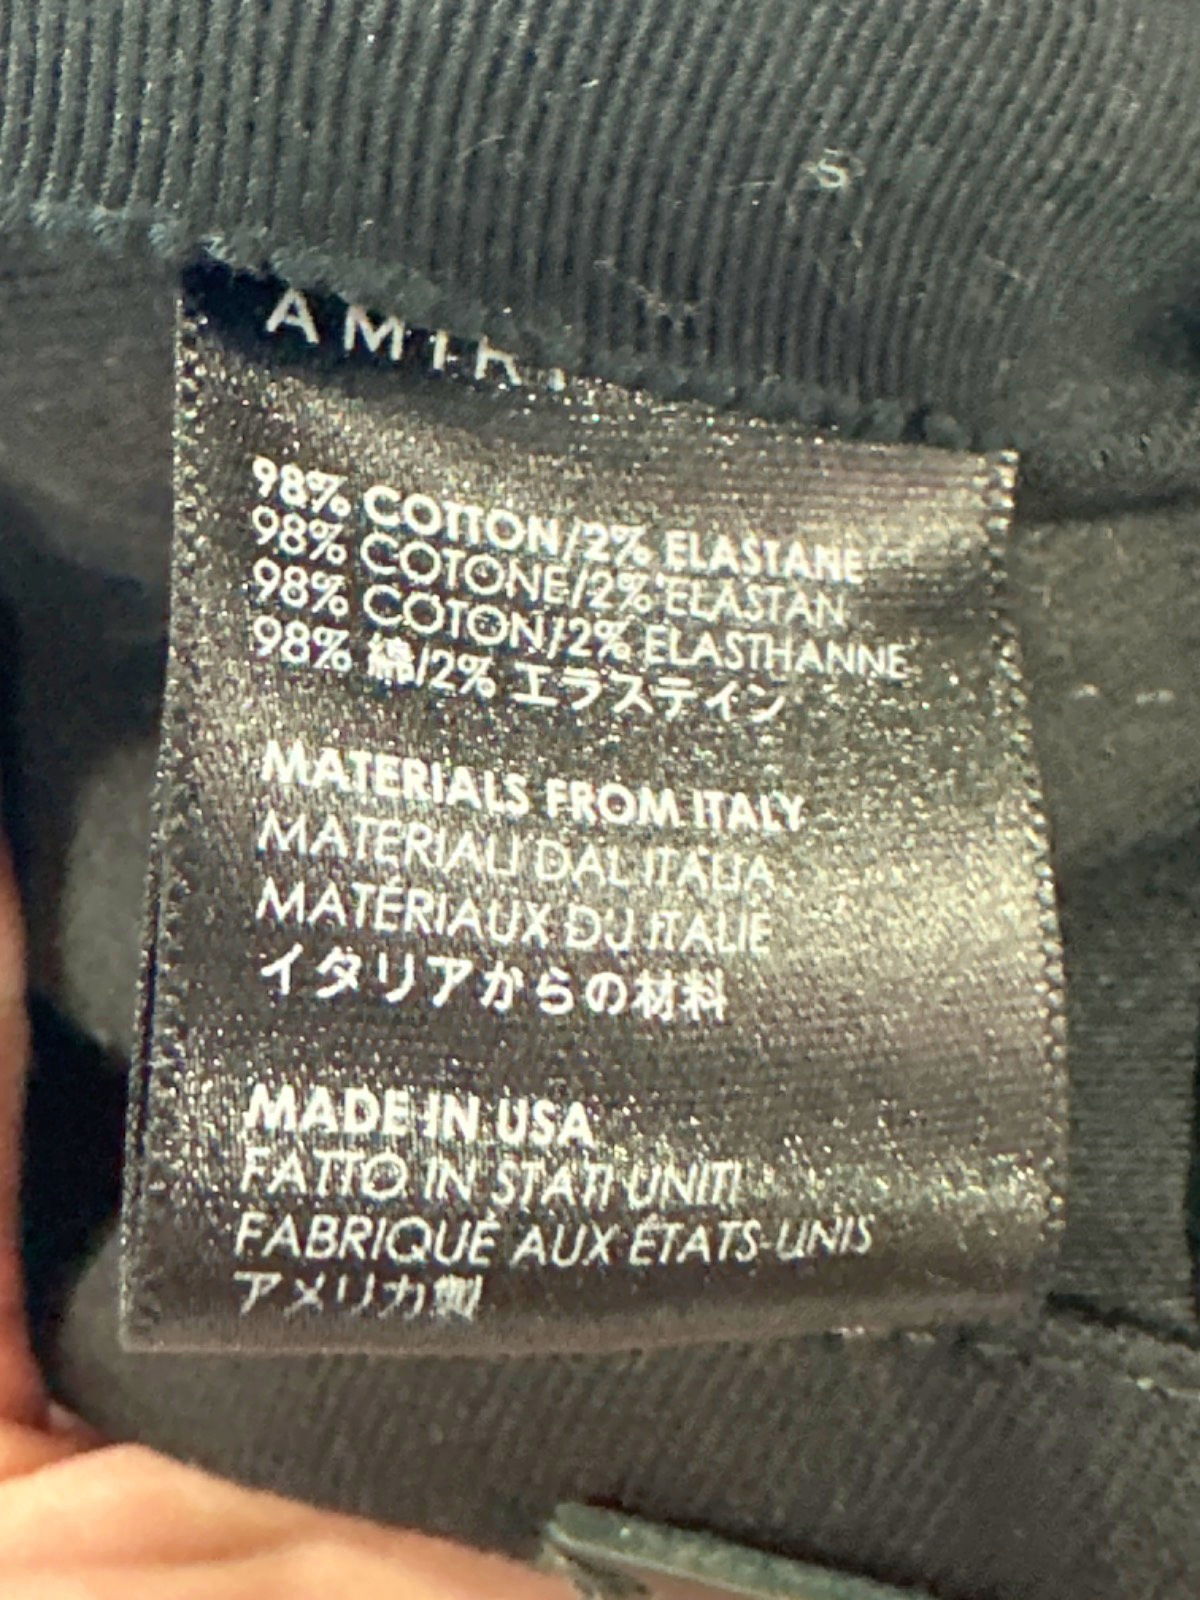 AMIRI
98% COTTON/2% ELASTANE
98% COTONE/2% ELASTAN
98% COTON/2% ELASTHANNE
98% 綿/2% エラステイン
MATERIALS FROM ITALY
MATERIALI DAL ITALIA
MATÉRIAUX DU ITALIE
イタリアからの材料
MADE IN USA
FATTO IN STATI UNITI
FABRIQUÉ AUX ÉTATS-UNIS
アメリカ製